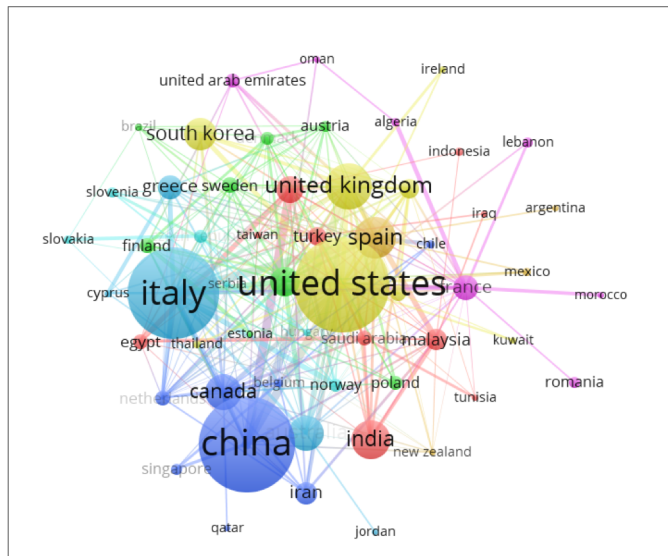 oman
ireland
united arab emirates
brazil
south korea
austria
algeria
lebanon
indonesia
slovenia
greece
sweden
united kingdom
iraq
argentina
slovakia
finland
taiwan
turkey
spain
chile
mexico
cyprus
italy
serbia
united states
france
morocco
egypt
thailand
estonia
hungary
saudi arabia
malaysia
kuwait
netherlands
canada
belgium
norway
poland
romania
tunisia
china
india
new zealand
singapore
iran
qatar
jordan